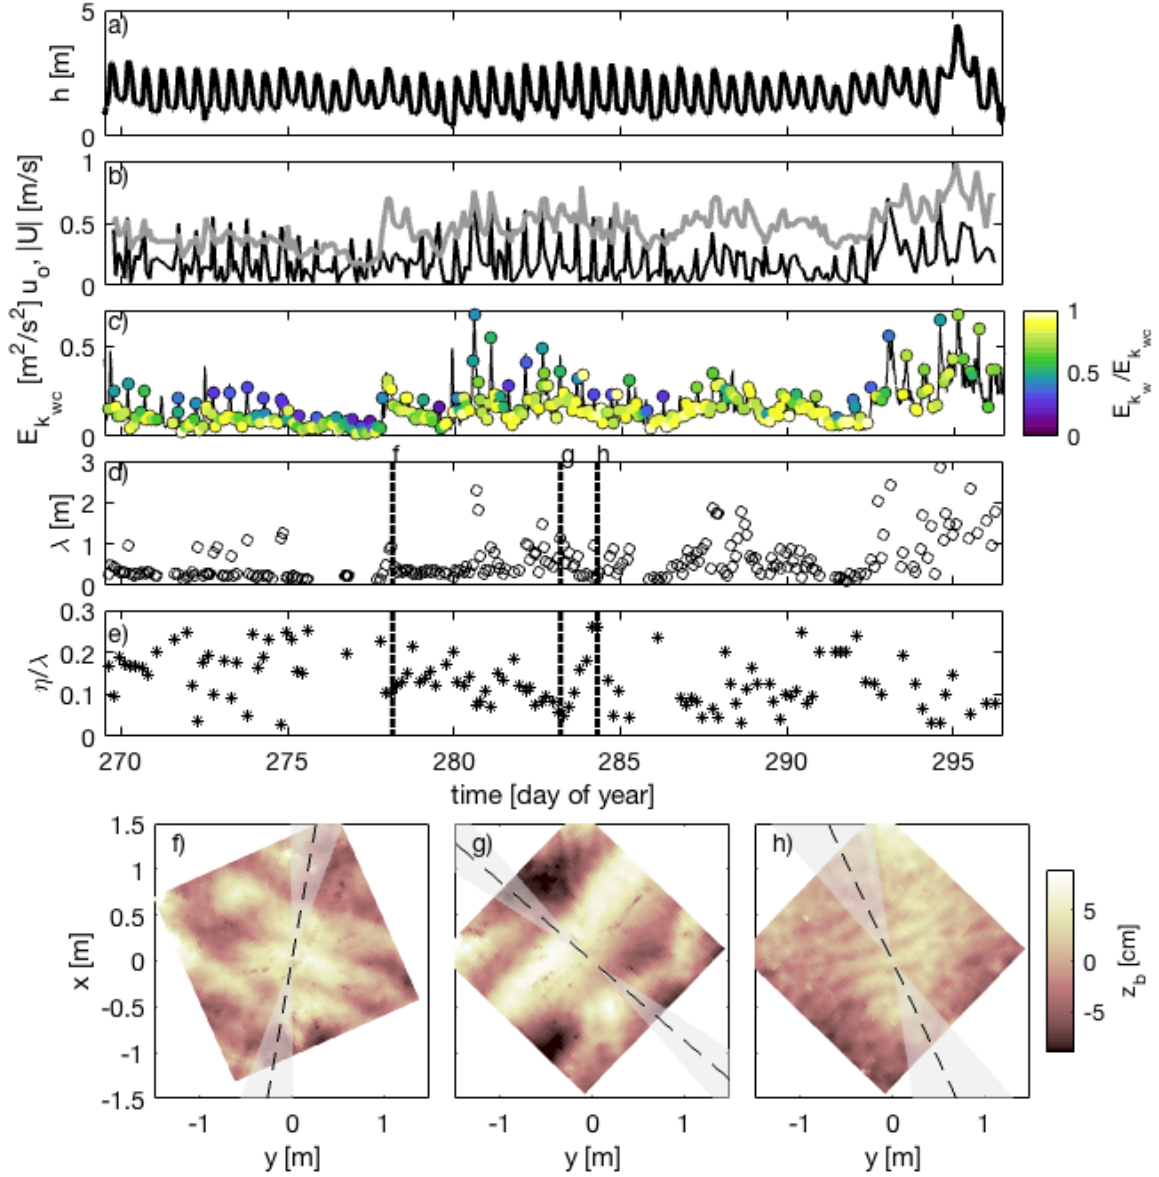 a)
5
0
h [m]
b)
1
0.5
0
u_o, |U| [m/s]
c)
0.5
0
E_k_wc [m²/s²]
1
0.5
0
E_k_w/E_k_wc
f g h
d)
3
2
1
0
λ [m]
e)
0.3
0.2
0.1
0
η/λ
270 275 280 285 290 295
time [day of year]
f) g) h)
1.5
1
0.5
0
-0.5
-1
-1.5
x [m]
-1 0 1 -1 0 1 -1 0 1
y [m] y [m] y [m]
5
0
-5
z_b [cm]